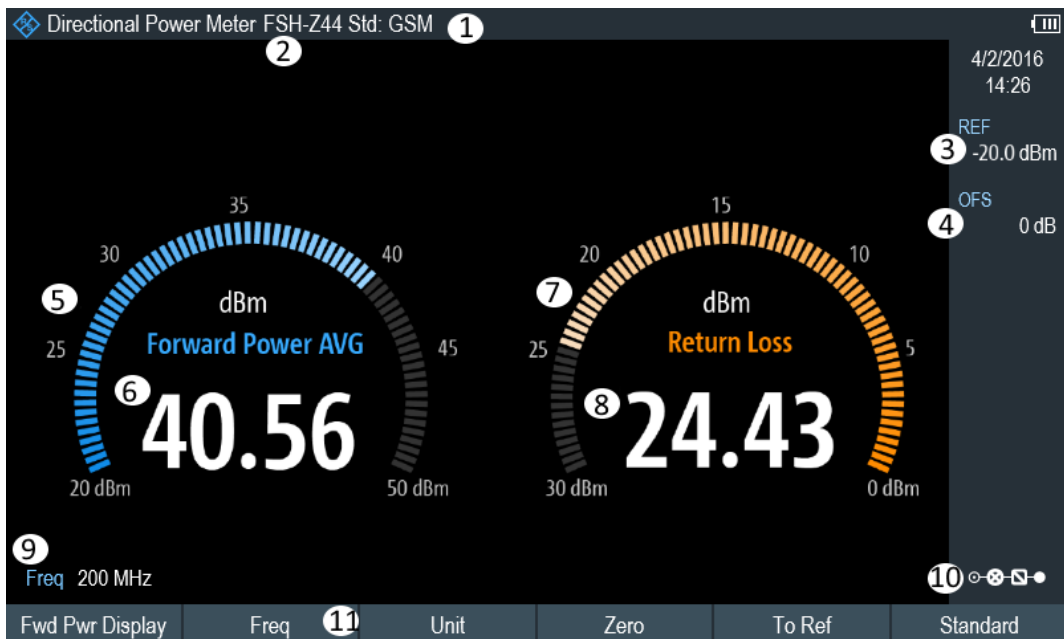 Directional Power Meter FSH-Z44 Std: GSM 1
2
4/2/2016
14:26
REF
3 -20.0 dBm
OFS
4 0 dB
35
30
40
5
25
45
dBm
Forward Power AVG
6 40.56
20 dBm
50 dBm
15
20
10
7
25
5
dBm
Return Loss
8 24.43
30 dBm
0 dBm
9
Freq 200 MHz
10
11
Fwd Pwr Display Freq Unit Zero To Ref Standard